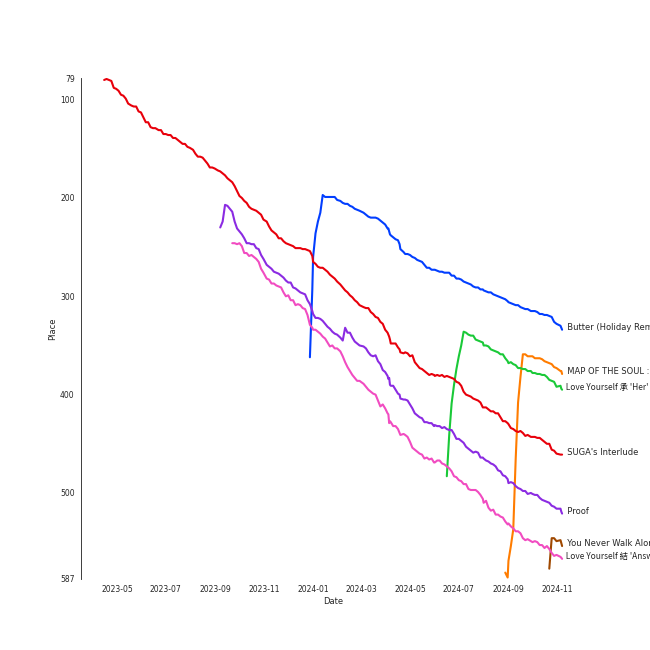 79
100
200
300
400
500
587
Place
2023-05 2023-07 2023-09 2023-11 2024-01 2024-03 2024-05 2024-07 2024-09 2024-11
Date
Butter (Holiday Rem
MAP OF THE SOUL :
Love Yourself 承 'Her'
SUGA's Interlude
Proof
You Never Walk Alon
Love Yourself 結 'Answ